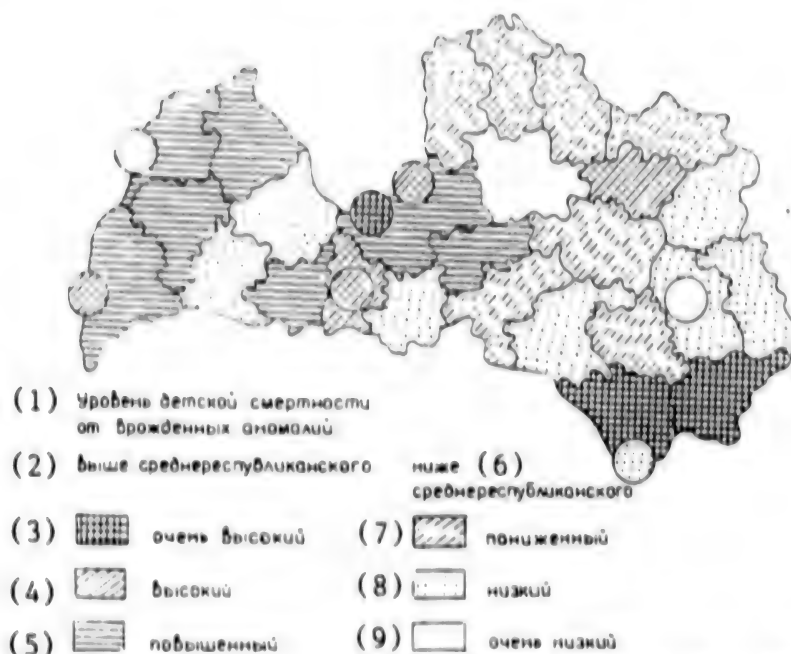 (1) Уровень детской смертности
от врожденных аномалий
(2) выше среднереспубликанского
ниже (6)
среднереспубликанского
(3) очень высокий
(7) пониженный
(4) высокий
(8) низкий
(5) повышенный
(9) очень низкий